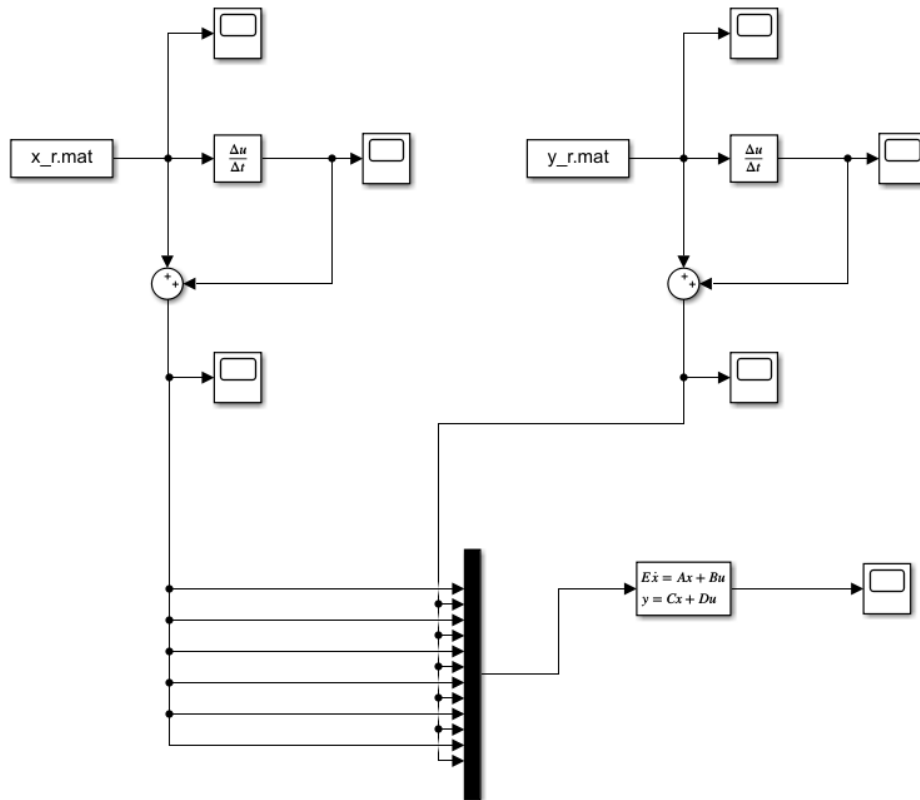 x_r.mat
Δu
Δt
y_r.mat
Δu
Δt
+
+
+
+
Eẋ = Ax + Bu
y = Cx + Du